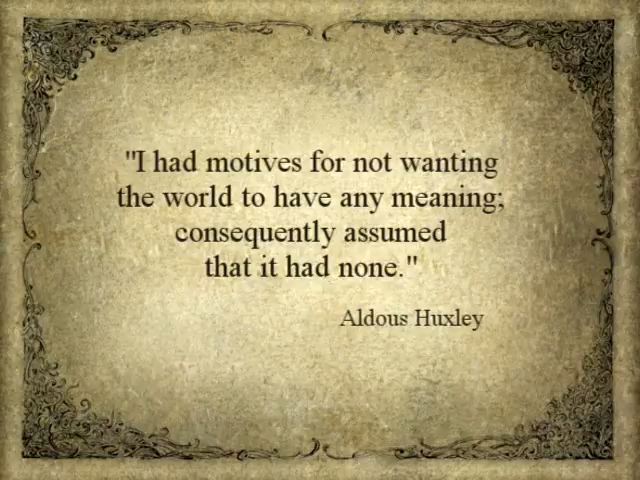 "I had motives for not wanting
the world to have any meaning;
consequently assumed
that it had none."
Aldous Huxley